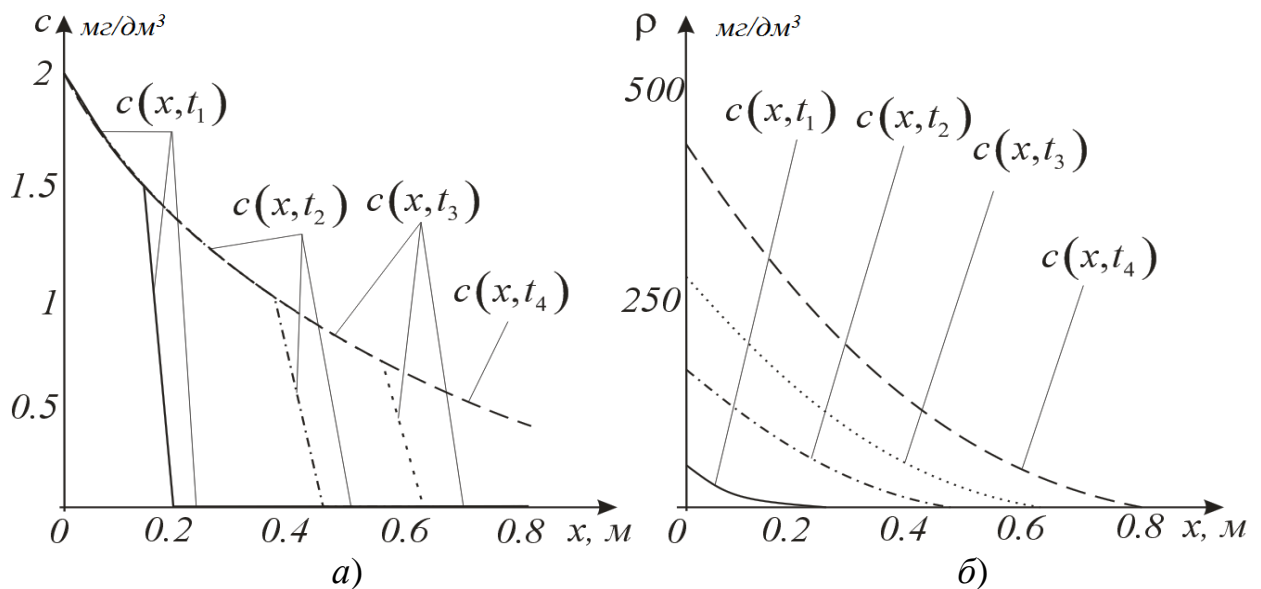 c мг/дм³
2
c(x,t₁)
1.5
c(x,t₂) c(x,t₃)
1
c(x,t₄)
0.5
0 0.2 0.4 0.6 0.8 x, м
а)
ρ мг/дм³
500
c(x,t₁) c(x,t₂) c(x,t₃)
c(x,t₄)
250
0 0.2 0.4 0.6 0.8 x, м
б)